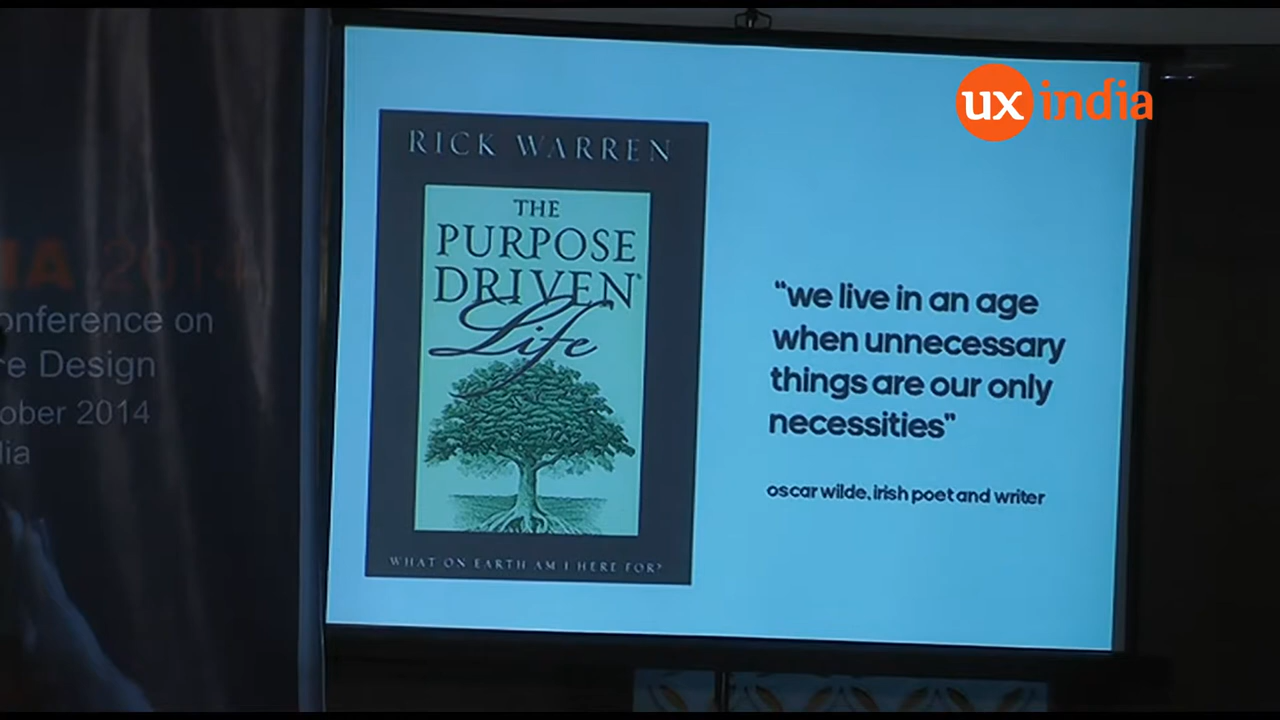 ux india
RICK WARREN
THE
PURPOSE
DRIVEN®
Life
WHAT ON EARTH AM I HERE FOR?
“we live in an age
when unnecessary
things are our only
necessities”
oscar wilde, irish poet and writer
IA 2014
onference on
e Design
ober 2014
dia